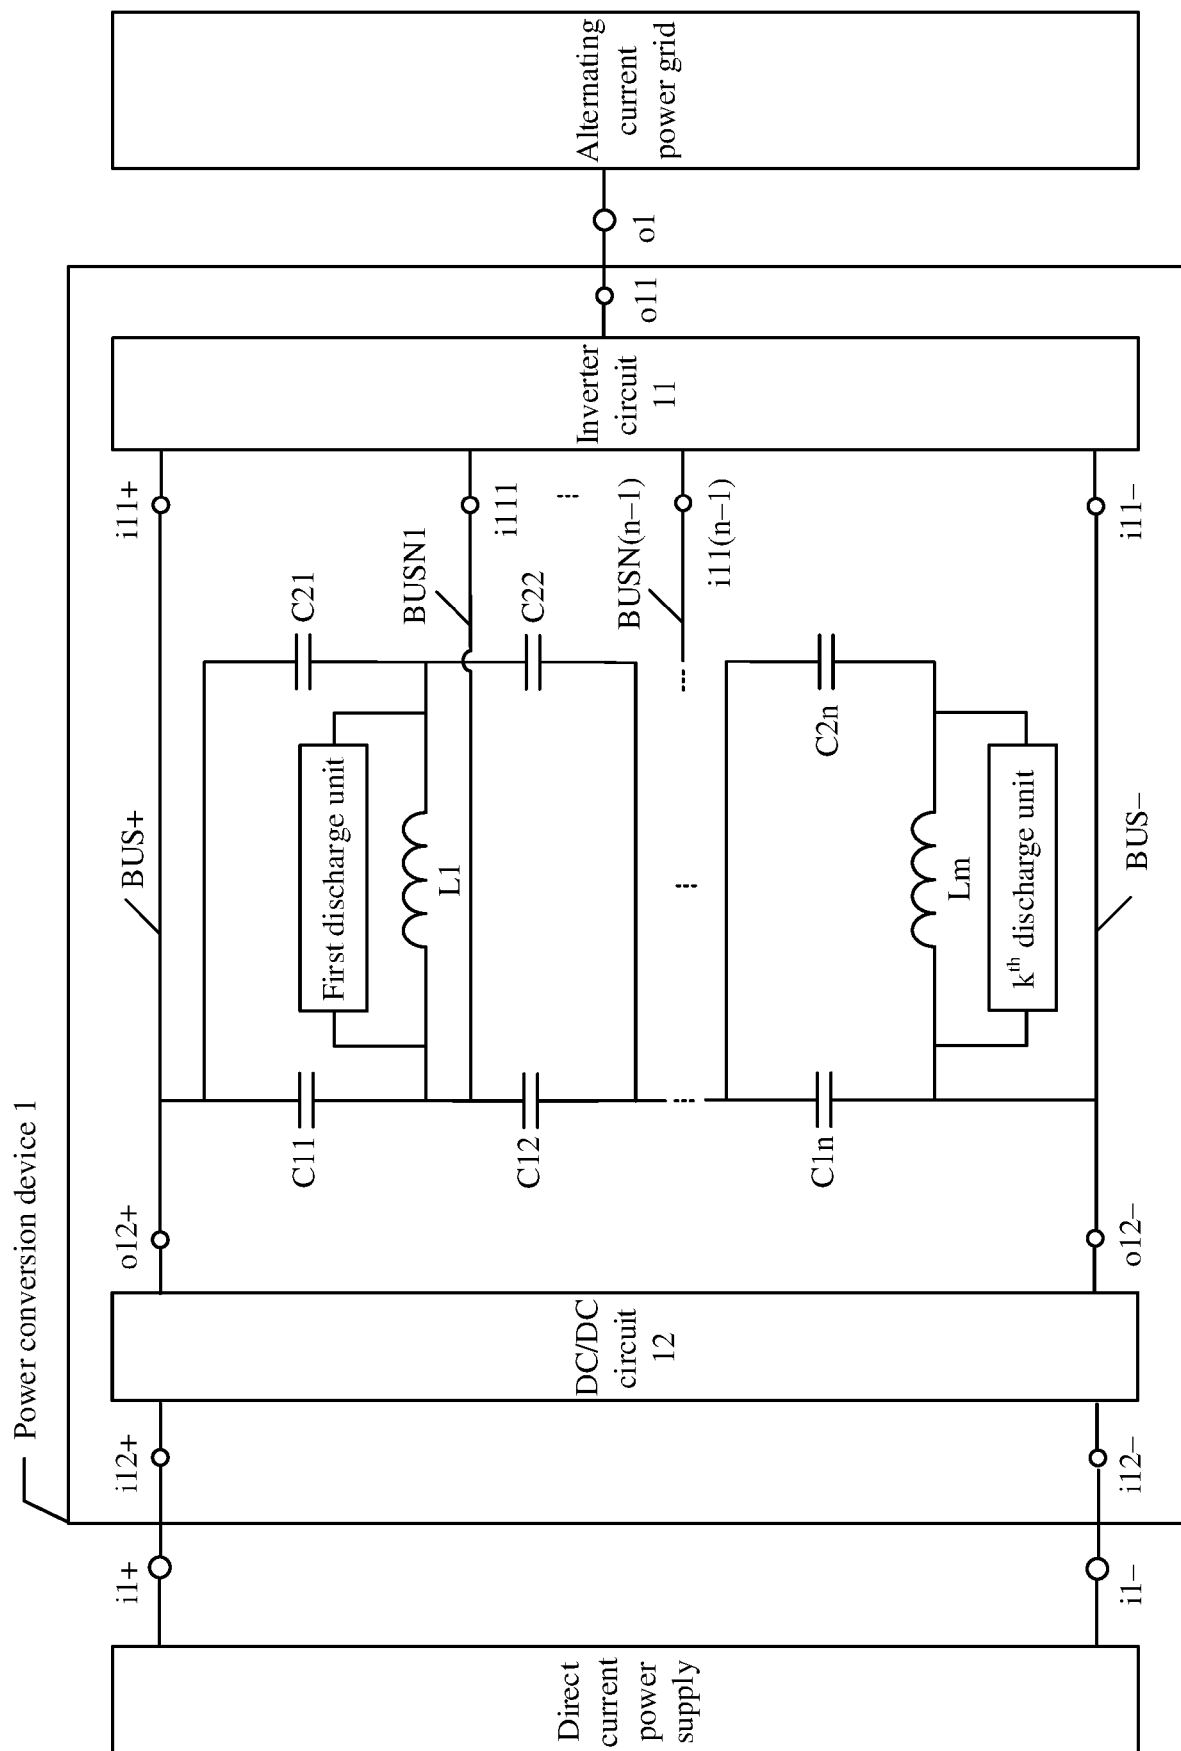 Power conversion device 1
Direct
current
power
supply
i1+
i1−
i12+
i12−
DC/DC
circuit
12
o12+
o12−
BUS+
C11
C21
First discharge unit
L1
BUSN1
C12
C22
BUSN(n−1)
C1n
C2n
Lm
kth discharge unit
BUS−
i11+
i111
i11(n−1)
i11−
Inverter
circuit
11
o11
o1
Alternating
current
power grid